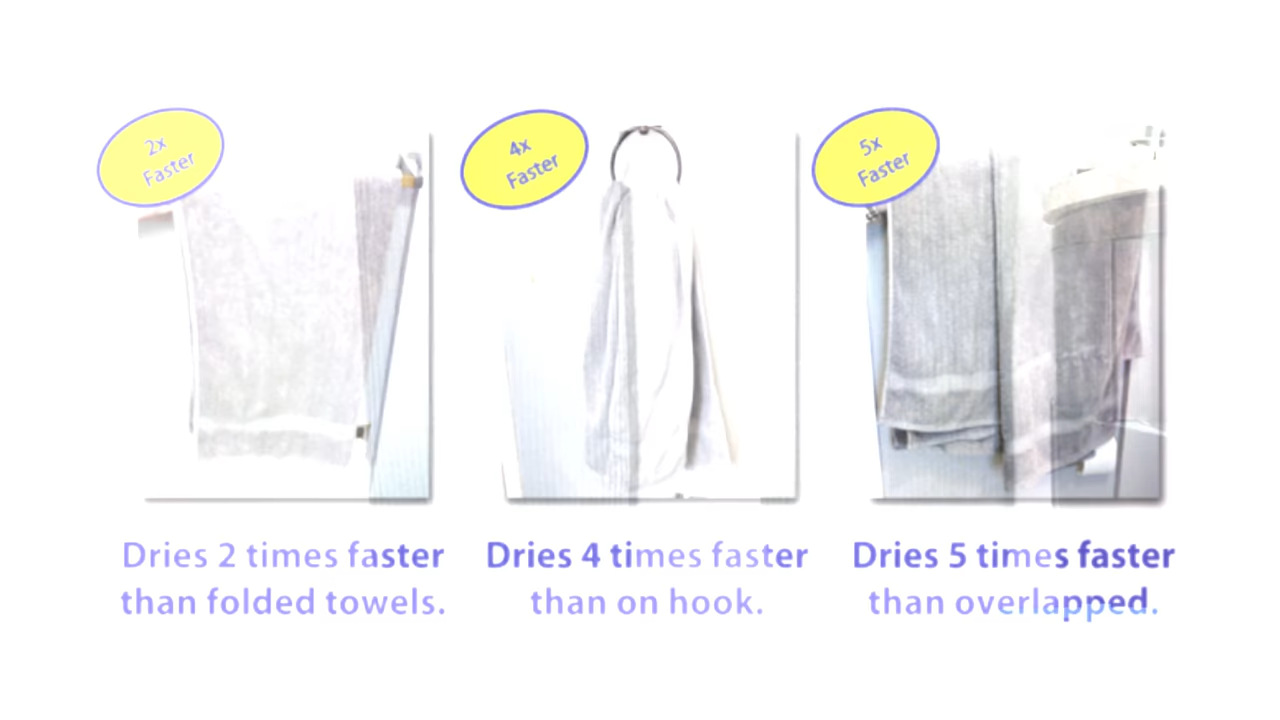 2x
Faster
4x
Faster
5x
Faster
Dries 2 times faster
than folded towels.
Dries 4 times faster
than on hook.
Dries 5 times faster
than overlapped.